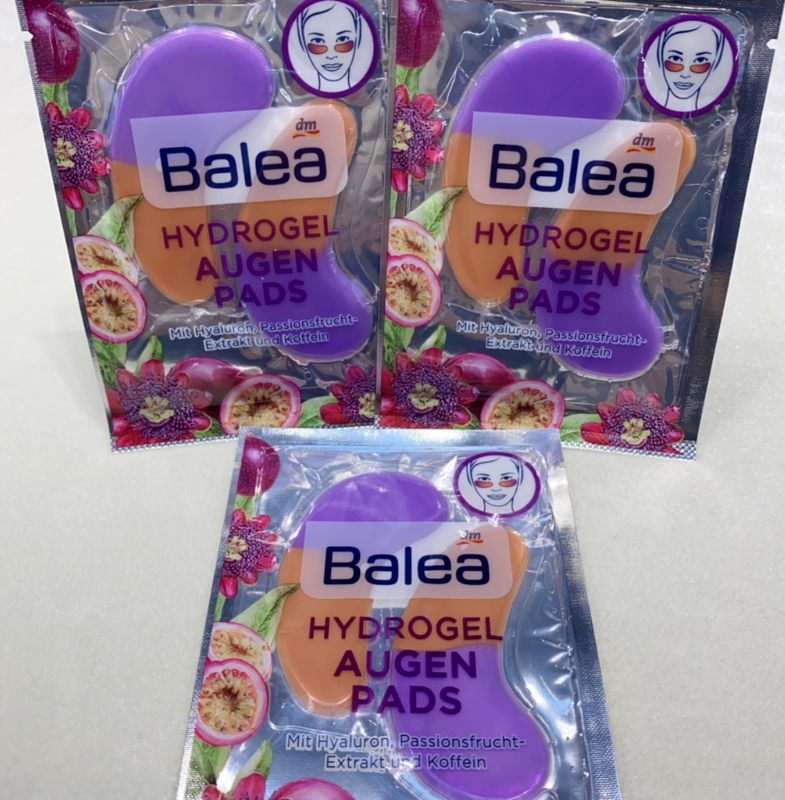 dm
Balea
HYDROGEL
AUGEN
PADS
Mit Hyaluron, Passionsfrucht-
Extrakt und Koffein
dm
Balea
HYDROGEL
AUGEN
PADS
Mit Hyaluron, Passionsfrucht-
Extrakt und Koffein
dm
Balea
HYDROGEL
AUGEN
PADS
Mit Hyaluron, Passionsfrucht-
Extrakt und Koffein